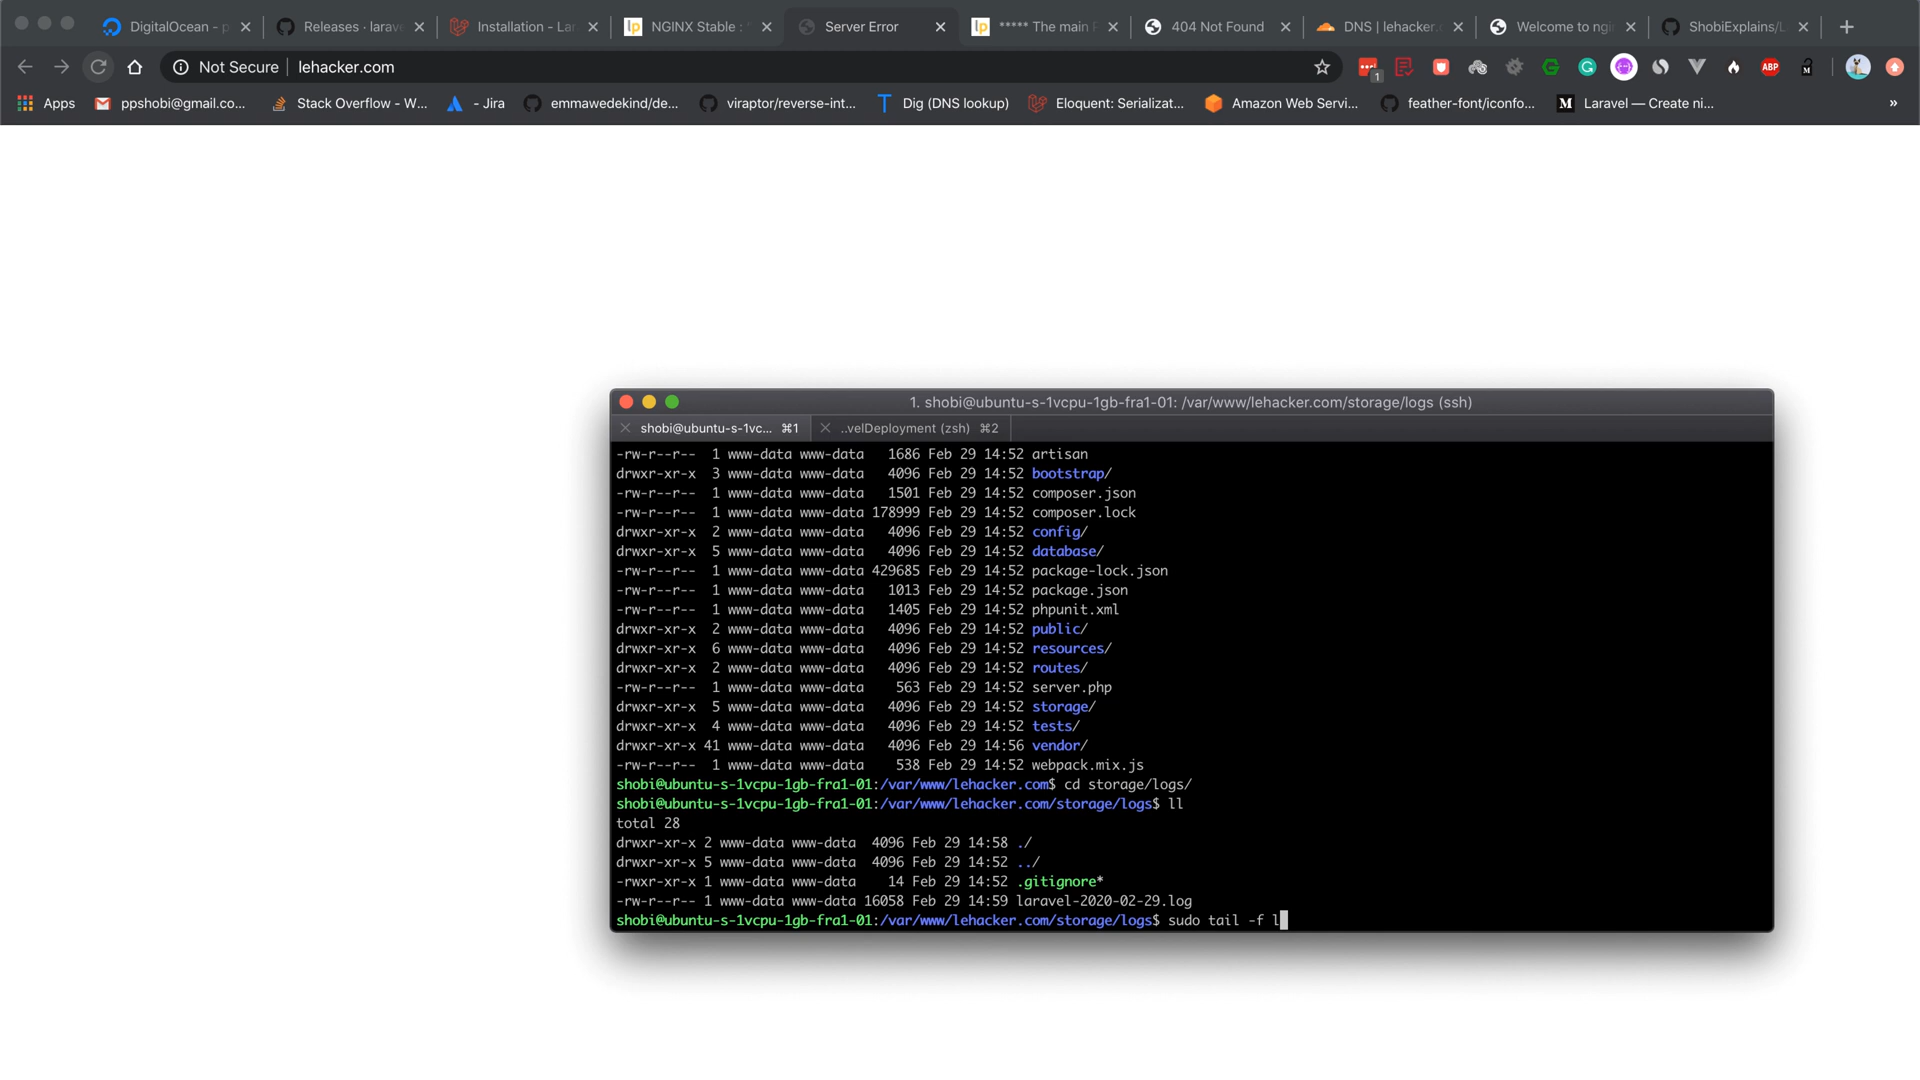 DigitalOcean - p
Releases · larave
Installation - Lar
NGINX Stable : “
Server Error
***** The main P
404 Not Found
DNS | lehacker.c
Welcome to ngi
ShobiExplains/L
Not Secure | lehacker.com
1
ABP
Apps
ppshobi@gmail.co...
Stack Overflow - W...
- Jira
emmawedekind/de...
viraptor/reverse-int...
Dig (DNS lookup)
Eloquent: Serializat...
Amazon Web Servi...
feather-font/iconfo...
Laravel — Create ni...
»
1. shobi@ubuntu-s-1vcpu-1gb-fra1-01: /var/www/lehacker.com/storage/logs (ssh)
shobi@ubuntu-s-1vc... ⌘1
..velDeployment (zsh) ⌘2
-rw-r--r--  1 www-data www-data   1686 Feb 29 14:52 artisan
drwxr-xr-x  3 www-data www-data   4096 Feb 29 14:52 bootstrap/
-rw-r--r--  1 www-data www-data   1501 Feb 29 14:52 composer.json
-rw-r--r--  1 www-data www-data 178999 Feb 29 14:52 composer.lock
drwxr-xr-x  2 www-data www-data   4096 Feb 29 14:52 config/
drwxr-xr-x  5 www-data www-data   4096 Feb 29 14:52 database/
-rw-r--r--  1 www-data www-data 429685 Feb 29 14:52 package-lock.json
-rw-r--r--  1 www-data www-data   1013 Feb 29 14:52 package.json
-rw-r--r--  1 www-data www-data   1405 Feb 29 14:52 phpunit.xml
drwxr-xr-x  2 www-data www-data   4096 Feb 29 14:52 public/
drwxr-xr-x  6 www-data www-data   4096 Feb 29 14:52 resources/
drwxr-xr-x  2 www-data www-data   4096 Feb 29 14:52 routes/
-rw-r--r--  1 www-data www-data    563 Feb 29 14:52 server.php
drwxr-xr-x  5 www-data www-data   4096 Feb 29 14:52 storage/
drwxr-xr-x  4 www-data www-data   4096 Feb 29 14:52 tests/
drwxr-xr-x 41 www-data www-data   4096 Feb 29 14:56 vendor/
-rw-r--r--  1 www-data www-data    538 Feb 29 14:52 webpack.mix.js
shobi@ubuntu-s-1vcpu-1gb-fra1-01:/var/www/lehacker.com$ cd storage/logs/
shobi@ubuntu-s-1vcpu-1gb-fra1-01:/var/www/lehacker.com/storage/logs$ ll
total 28
drwxr-xr-x 2 www-data www-data  4096 Feb 29 14:58 ./
drwxr-xr-x 5 www-data www-data  4096 Feb 29 14:52 ../
-rwxr-xr-x 1 www-data www-data    14 Feb 29 14:52 .gitignore*
-rw-r--r-- 1 www-data www-data 16058 Feb 29 14:59 laravel-2020-02-29.log
shobi@ubuntu-s-1vcpu-1gb-fra1-01:/var/www/lehacker.com/storage/logs$ sudo tail -f l